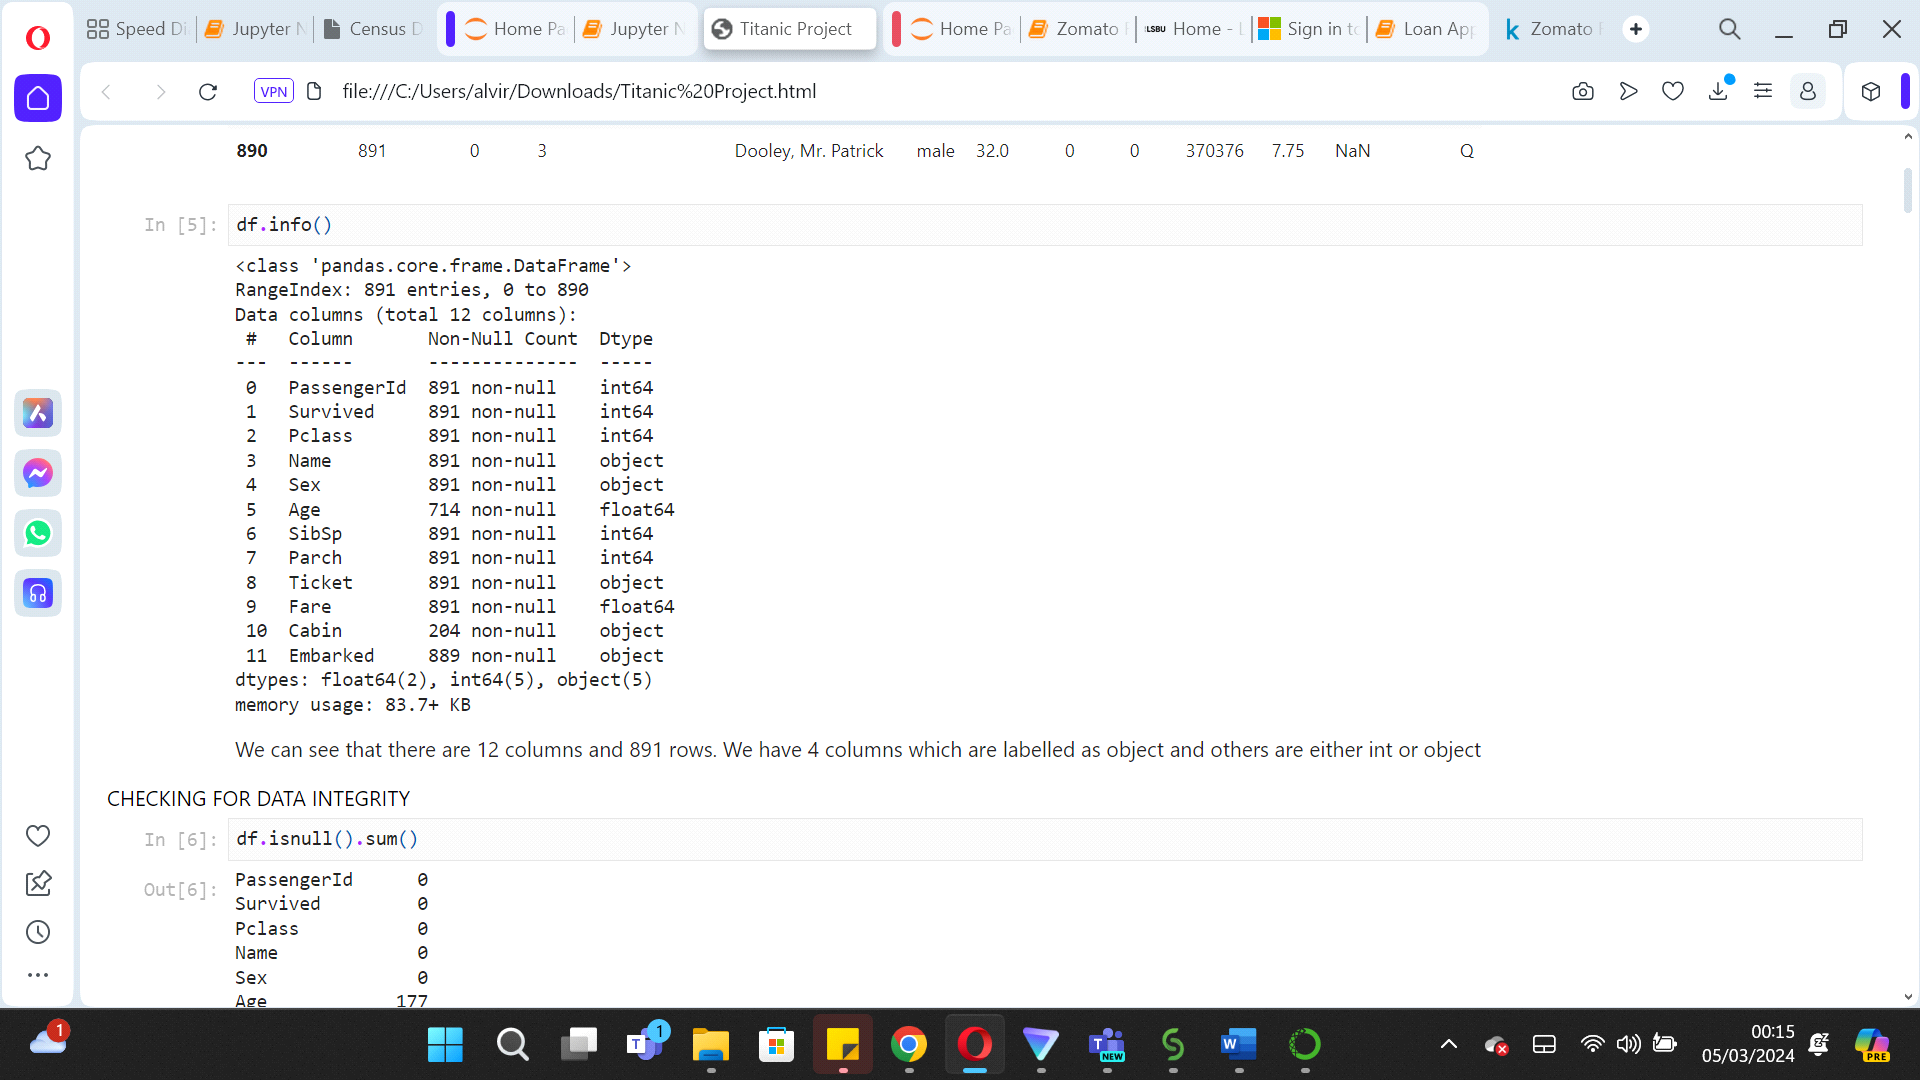 Speed Di
Jupyter N
Census D
Home Pa
Jupyter N
Titanic Project
Home Pa
Zomato
LSBU Home - L
Sign in to
Loan App
Zomato
VPN file:///C:/Users/alvir/Downloads/Titanic%20Project.html
890 891 0 3 Dooley, Mr. Patrick male 32.0 0 0 370376 7.75 NaN Q
In [5]: df.info()
<class 'pandas.core.frame.DataFrame'>
RangeIndex: 891 entries, 0 to 890
Data columns (total 12 columns):
# Column Non-Null Count Dtype
--- ------ -------------- -----
0 PassengerId 891 non-null int64
1 Survived 891 non-null int64
2 Pclass 891 non-null int64
3 Name 891 non-null object
4 Sex 891 non-null object
5 Age 714 non-null float64
6 SibSp 891 non-null int64
7 Parch 891 non-null int64
8 Ticket 891 non-null object
9 Fare 891 non-null float64
10 Cabin 204 non-null object
11 Embarked 889 non-null object
dtypes: float64(2), int64(5), object(5)
memory usage: 83.7+ KB
We can see that there are 12 columns and 891 rows. We have 4 columns which are labelled as object and others are either int or object
CHECKING FOR DATA INTEGRITY
In [6]: df.isnull().sum()
Out[6]: PassengerId 0
Survived 0
Pclass 0
Name 0
Sex 0
Age 177
1
1
NEW
00:15
05/03/2024
PRE